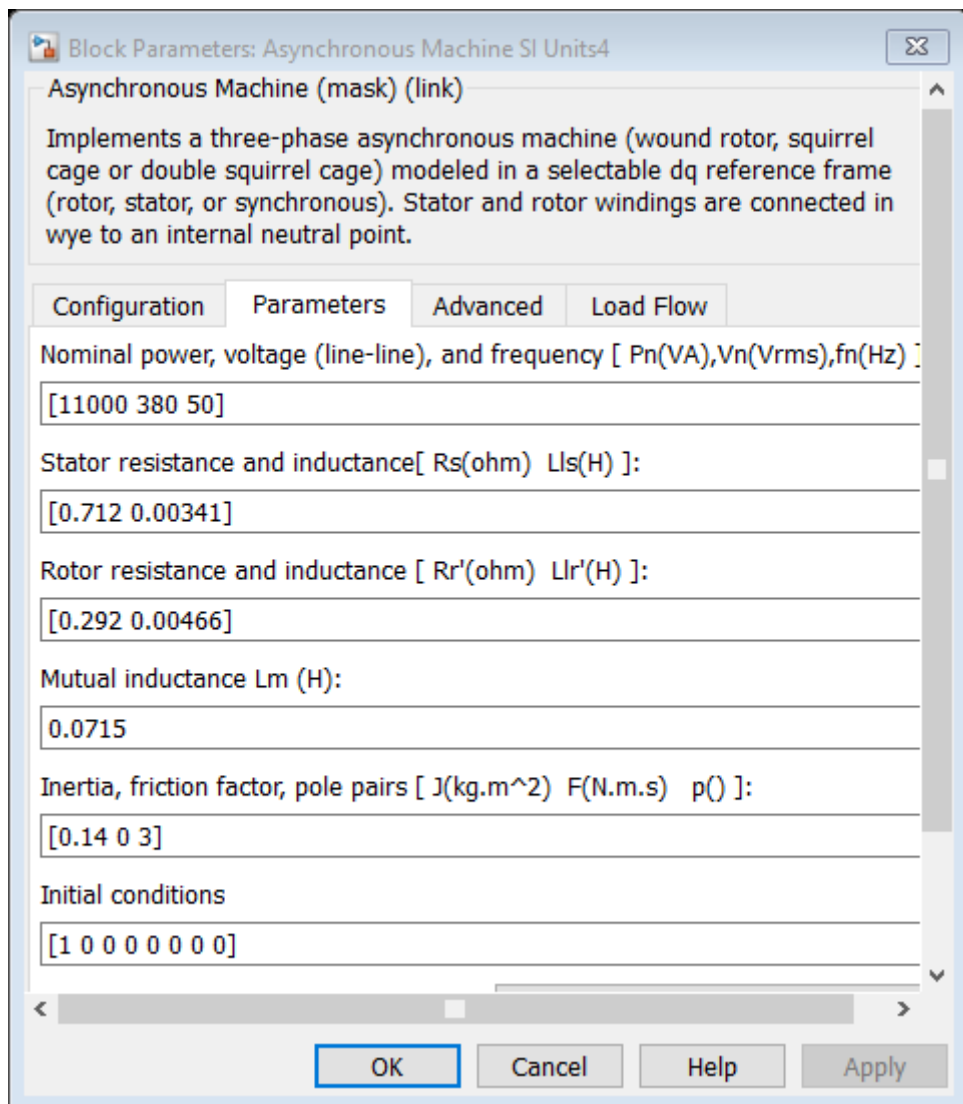 Block Parameters: Asynchronous Machine SI Units4
Asynchronous Machine (mask) (link)
Implements a three-phase asynchronous machine (wound rotor, squirrel
cage or double squirrel cage) modeled in a selectable dq reference frame
(rotor, stator, or synchronous). Stator and rotor windings are connected in
wye to an internal neutral point.
Configuration Parameters Advanced Load Flow
Nominal power, voltage (line-line), and frequency [ Pn(VA),Vn(Vrms),fn(Hz) ]
[11000 380 50]
Stator resistance and inductance[ Rs(ohm) Lls(H) ]:
[0.712 0.00341]
Rotor resistance and inductance [ Rr'(ohm) Llr'(H) ]:
[0.292 0.00466]
Mutual inductance Lm (H):
0.0715
Inertia, friction factor, pole pairs [ J(kg.m^2) F(N.m.s) p() ]:
[0.14 0 3]
Initial conditions
[1 0 0 0 0 0 0 0]
OK Cancel Help Apply